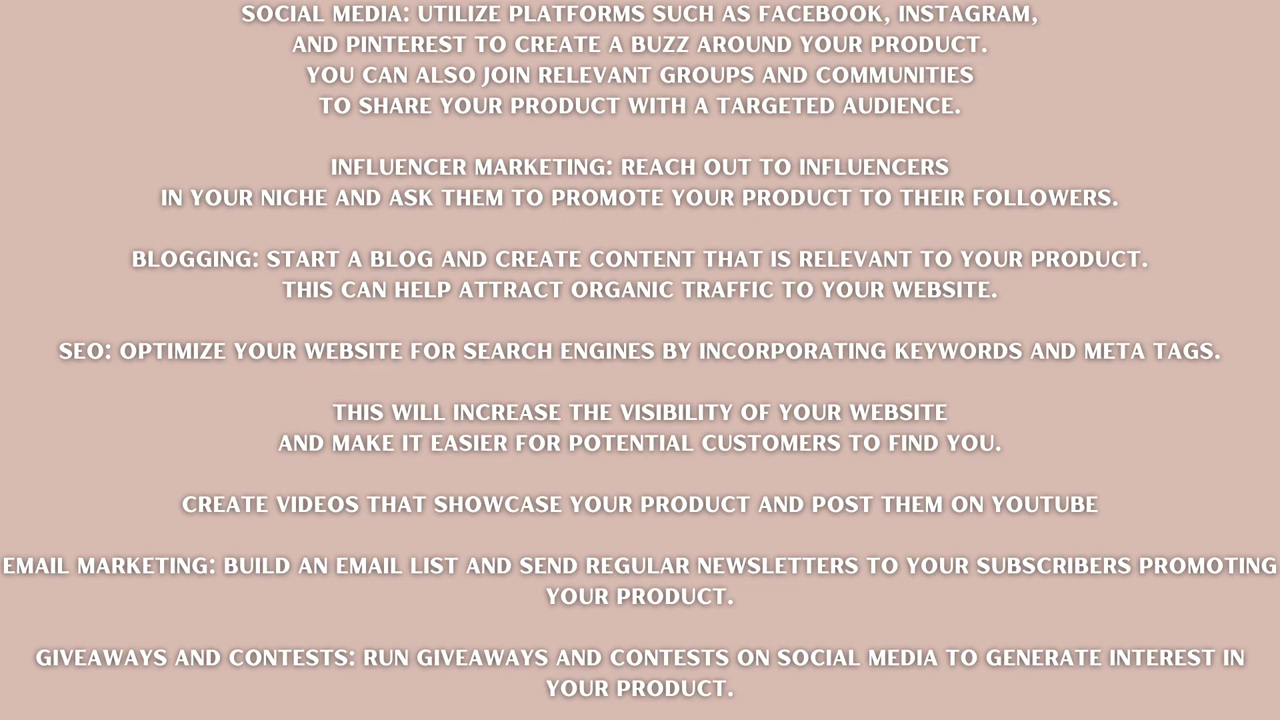 SOCIAL MEDIA: UTILIZE PLATFORMS SUCH AS FACEBOOK, INSTAGRAM,
AND PINTEREST TO CREATE A BUZZ AROUND YOUR PRODUCT.
YOU CAN ALSO JOIN RELEVANT GROUPS AND COMMUNITIES
TO SHARE YOUR PRODUCT WITH A TARGETED AUDIENCE.
INFLUENCER MARKETING: REACH OUT TO INFLUENCERS
IN YOUR NICHE AND ASK THEM TO PROMOTE YOUR PRODUCT TO THEIR FOLLOWERS.
BLOGGING: START A BLOG AND CREATE CONTENT THAT IS RELEVANT TO YOUR PRODUCT.
THIS CAN HELP ATTRACT ORGANIC TRAFFIC TO YOUR WEBSITE.
SEO: OPTIMIZE YOUR WEBSITE FOR SEARCH ENGINES BY INCORPORATING KEYWORDS AND META TAGS.
THIS WILL INCREASE THE VISIBILITY OF YOUR WEBSITE
AND MAKE IT EASIER FOR POTENTIAL CUSTOMERS TO FIND YOU.
CREATE VIDEOS THAT SHOWCASE YOUR PRODUCT AND POST THEM ON YOUTUBE
EMAIL MARKETING: BUILD AN EMAIL LIST AND SEND REGULAR NEWSLETTERS TO YOUR SUBSCRIBERS PROMOTING
YOUR PRODUCT.
GIVEAWAYS AND CONTESTS: RUN GIVEAWAYS AND CONTESTS ON SOCIAL MEDIA TO GENERATE INTEREST IN
YOUR PRODUCT.